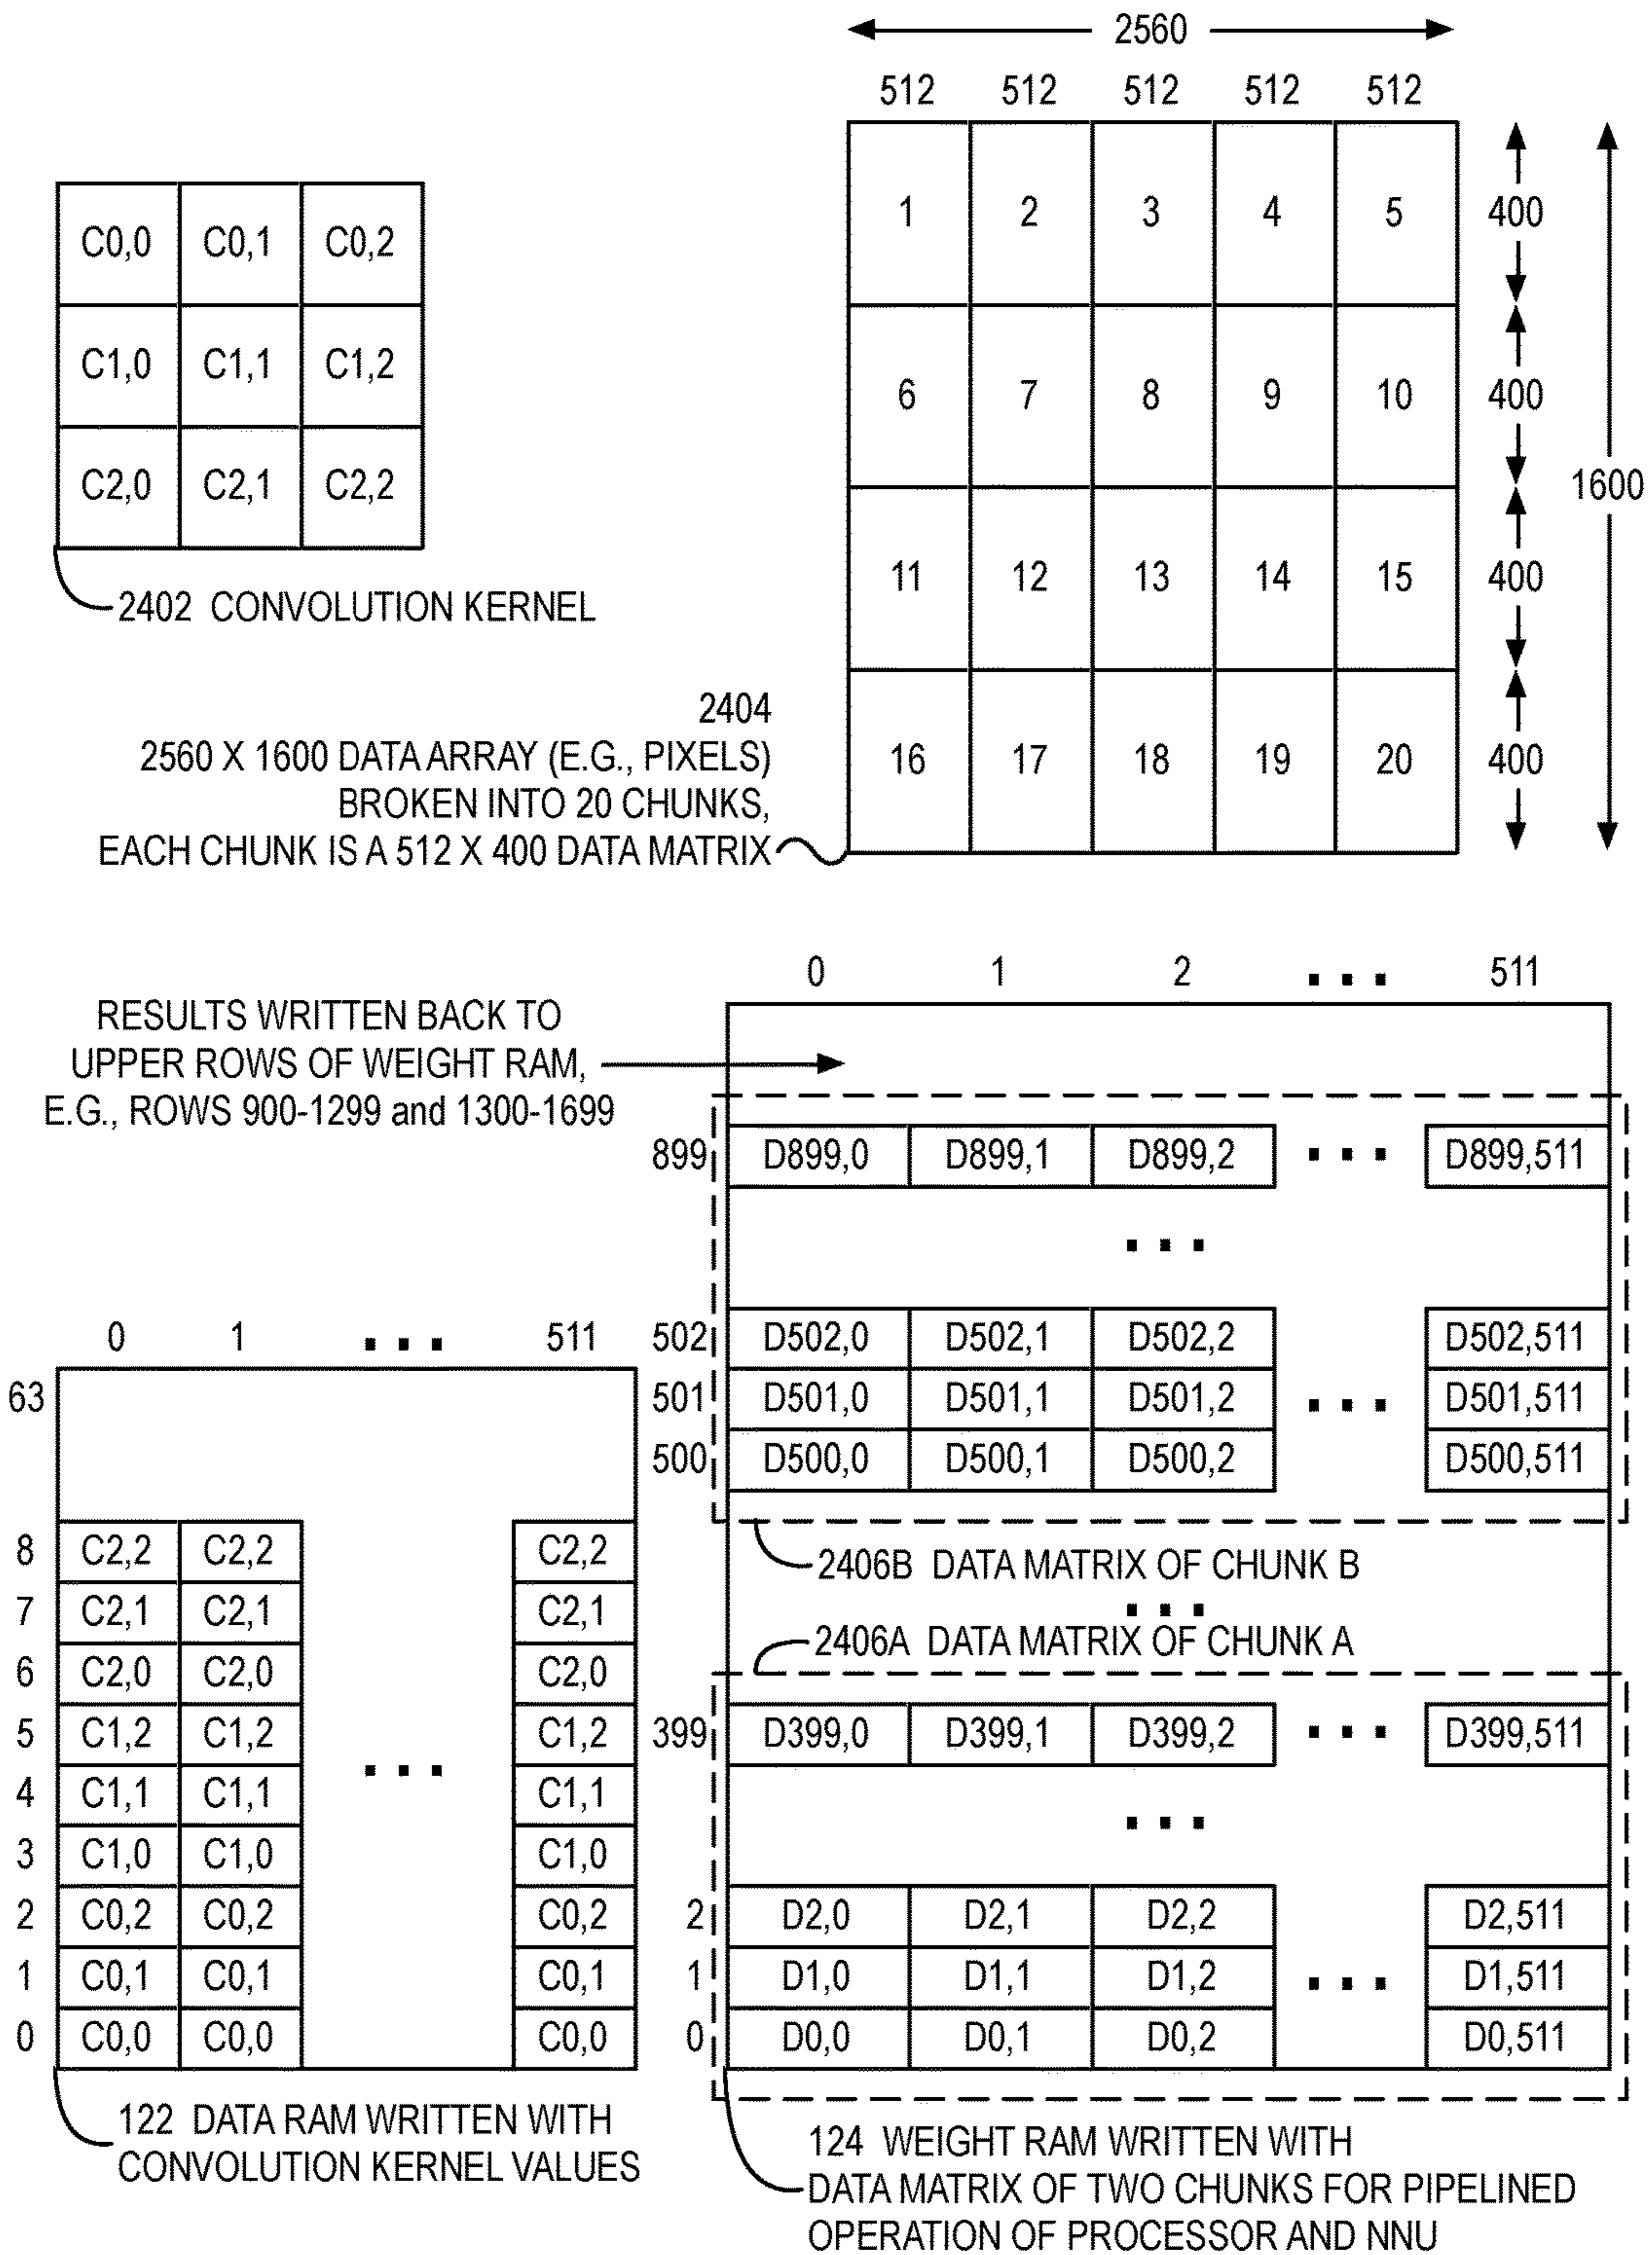 2560
512 512 512 512 512
1 2 3 4 5 400
6 7 8 9 10 400
1600
11 12 13 14 15 400
16 17 18 19 20 400
C0,0 C0,1 C0,2
C1,0 C1,1 C1,2
C2,0 C2,1 C2,2
2402 CONVOLUTION KERNEL
2404
2560 X 1600 DATA ARRAY (E.G., PIXELS)
BROKEN INTO 20 CHUNKS,
EACH CHUNK IS A 512 X 400 DATA MATRIX
RESULTS WRITTEN BACK TO
UPPER ROWS OF WEIGHT RAM,
E.G., ROWS 900-1299 and 1300-1699
0 1 2 ... 511
899 D899,0 D899,1 D899,2 ... D899,511
...
502 D502,0 D502,1 D502,2 D502,511
501 D501,0 D501,1 D501,2 ... D501,511
500 D500,0 D500,1 D500,2 D500,511
2406B DATA MATRIX OF CHUNK B
...
2406A DATA MATRIX OF CHUNK A
399 D399,0 D399,1 D399,2 ... D399,511
...
2 D2,0 D2,1 D2,2 D2,511
1 D1,0 D1,1 D1,2 ... D1,511
0 D0,0 D0,1 D0,2 D0,511
124 WEIGHT RAM WRITTEN WITH
DATA MATRIX OF TWO CHUNKS FOR PIPELINED
OPERATION OF PROCESSOR AND NNU
0 1 ... 511
63
8 C2,2 C2,2 C2,2
7 C2,1 C2,1 C2,1
6 C2,0 C2,0 C2,0
5 C1,2 C1,2 C1,2
...
4 C1,1 C1,1 C1,1
3 C1,0 C1,0 C1,0
2 C0,2 C0,2 C0,2
1 C0,1 C0,1 C0,1
0 C0,0 C0,0 C0,0
122 DATA RAM WRITTEN WITH
CONVOLUTION KERNEL VALUES